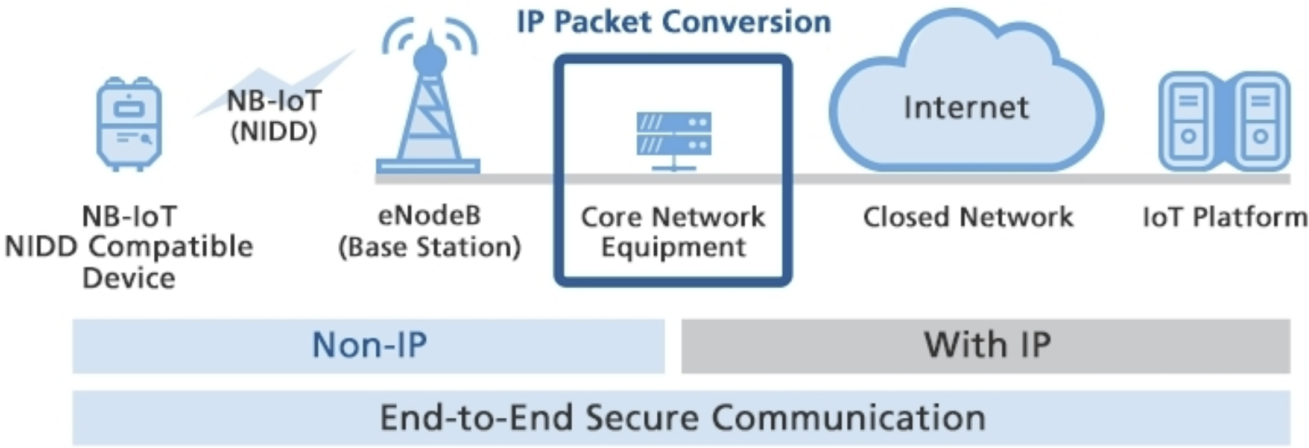 IP Packet Conversion
NB-IoT
(NIDD)
Internet
NB-IoT
NIDD Compatible
Device
eNodeB
(Base Station)
Core Network
Equipment
Closed Network
IoT Platform
Non-IP
With IP
End-to-End Secure Communication